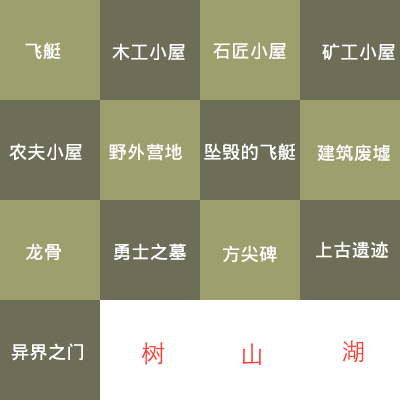 飞艇 木工小屋 石匠小屋 矿工小屋
农夫小屋 野外营地 坠毁的飞艇 建筑废墟
龙骨 勇士之墓 方尖碑 上古遗迹
异界之门 树 山 湖